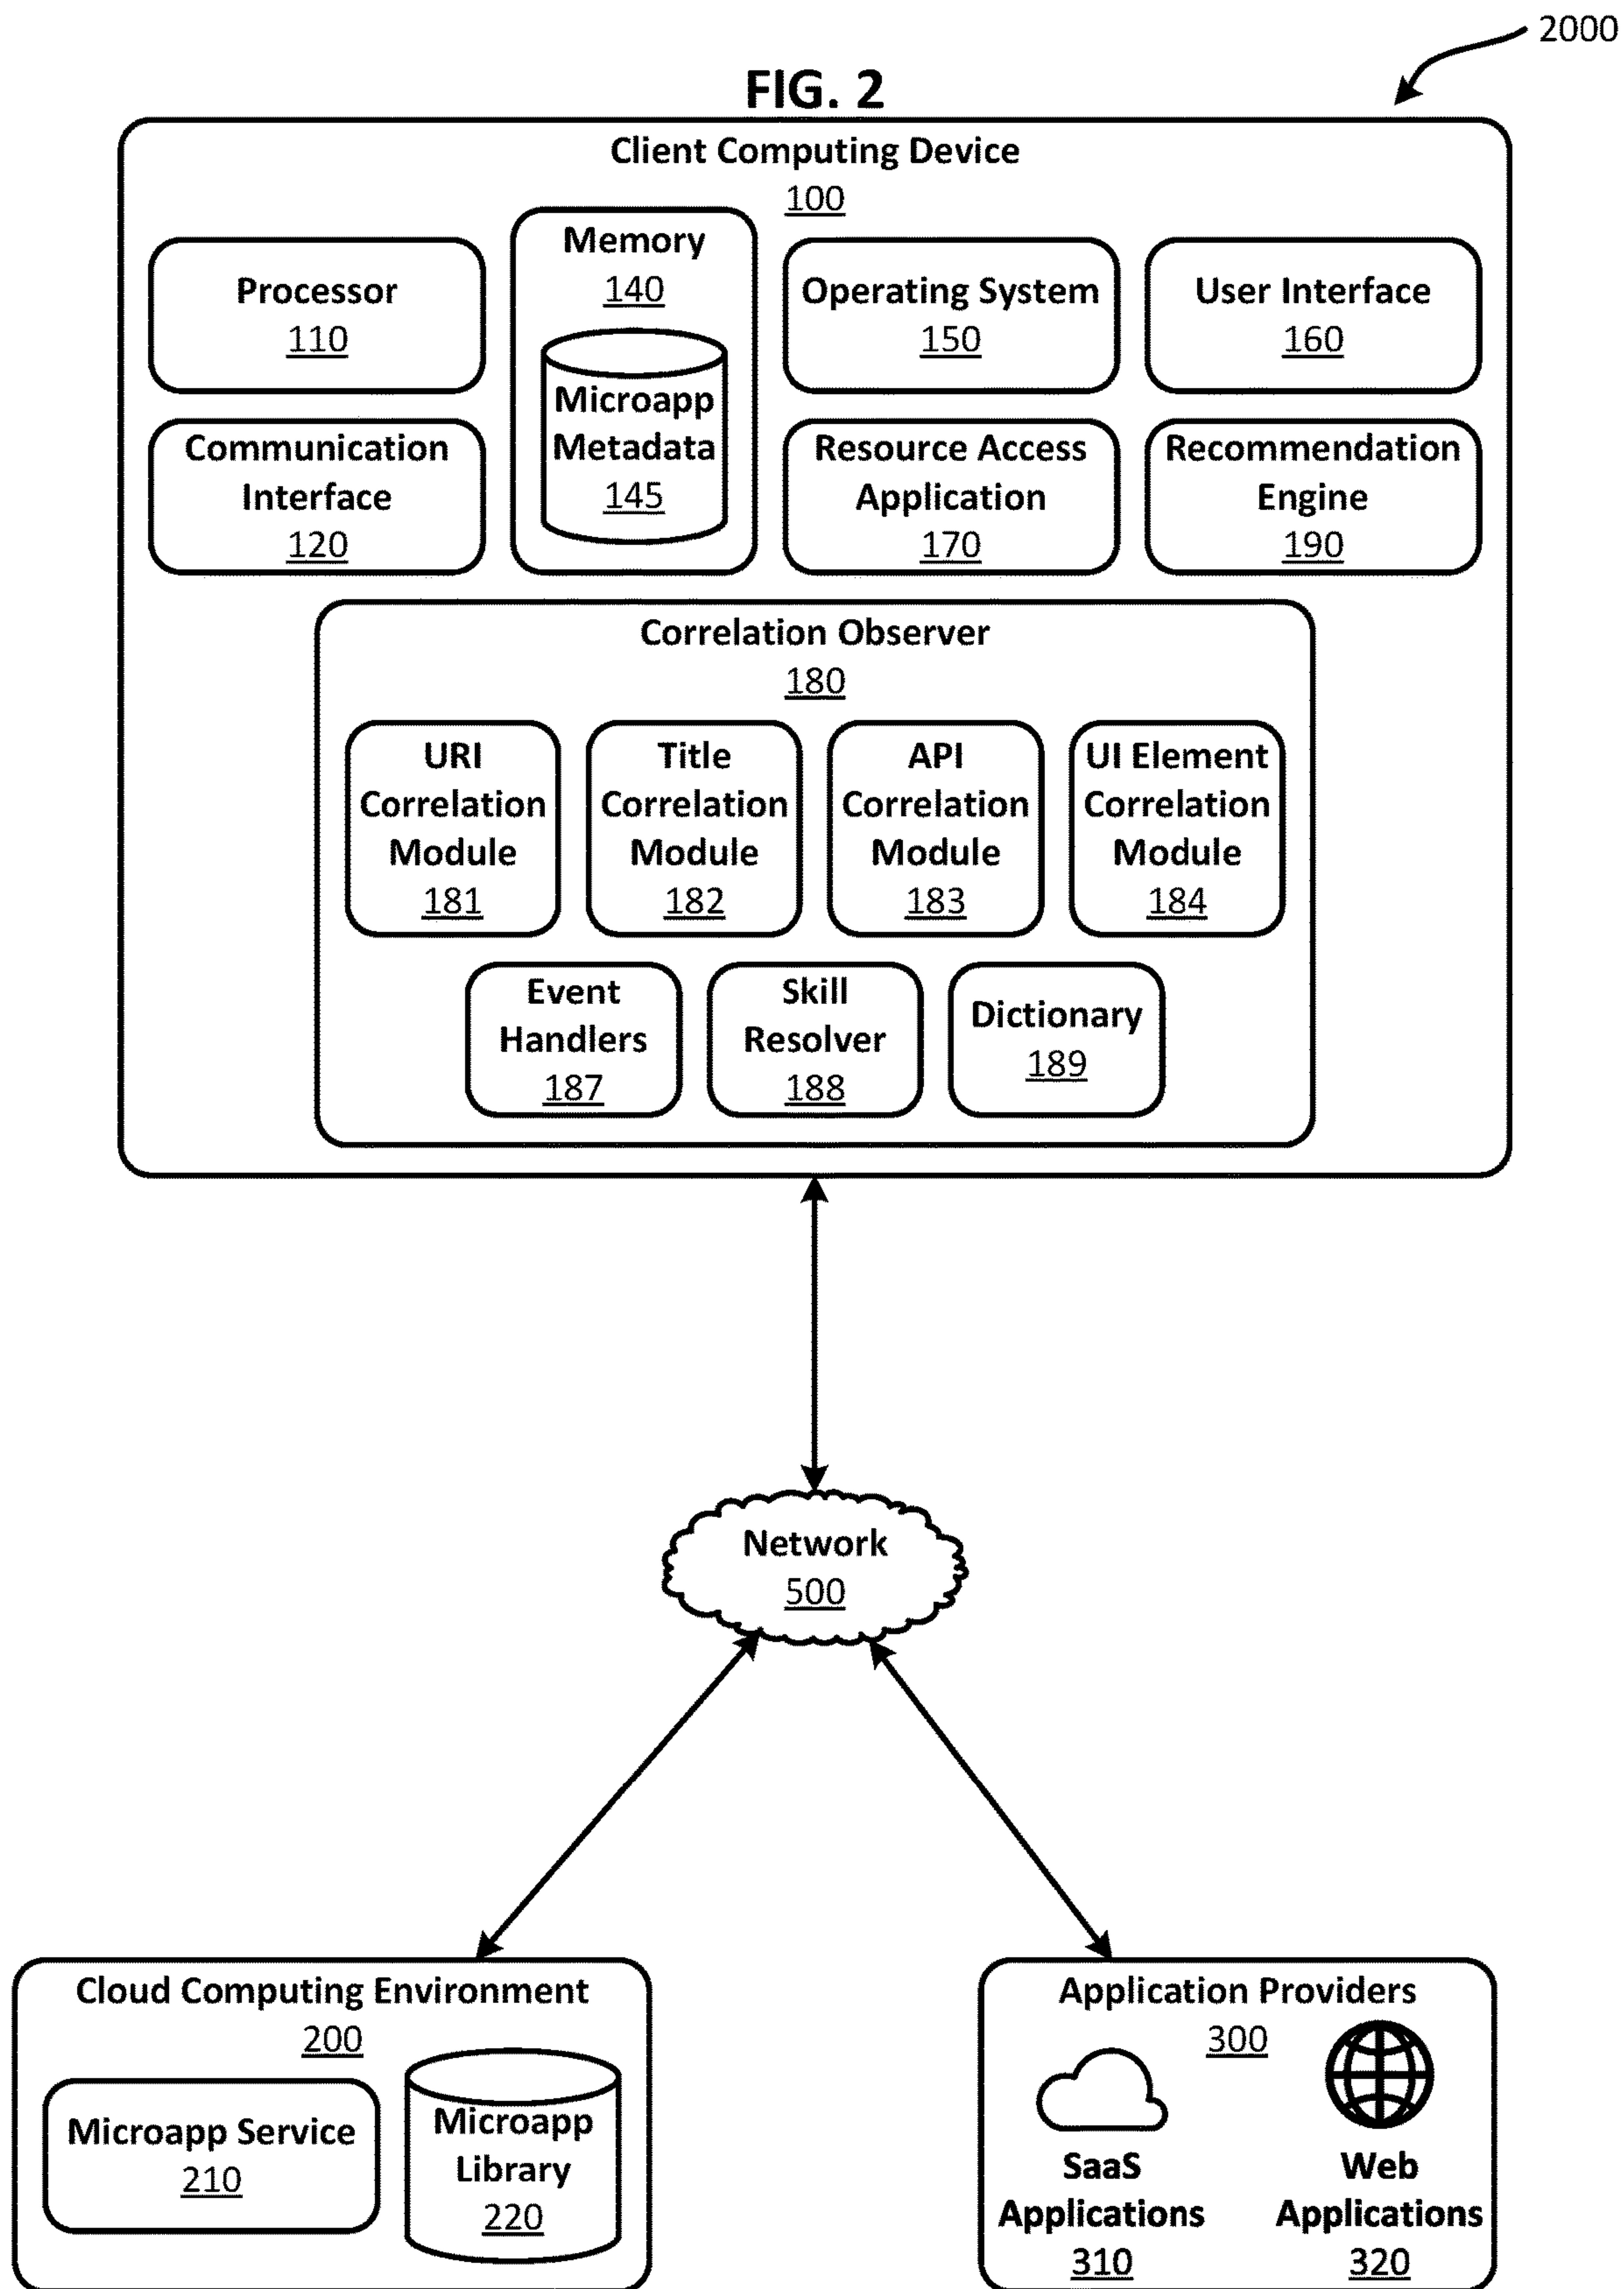 2000
FIG. 2
Client Computing Device
100
Processor
110
Memory
140
Microapp
Metadata
145
Operating System
150
User Interface
160
Communication
Interface
120
Resource Access
Application
170
Recommendation
Engine
190
Correlation Observer
180
URI
Correlation
Module
181
Title
Correlation
Module
182
API
Correlation
Module
183
UI Element
Correlation
Module
184
Event
Handlers
187
Skill
Resolver
188
Dictionary
189
Network
500
Cloud Computing Environment
200
Microapp Service
210
Microapp
Library
220
Application Providers
300
SaaS
Applications
310
Web
Applications
320